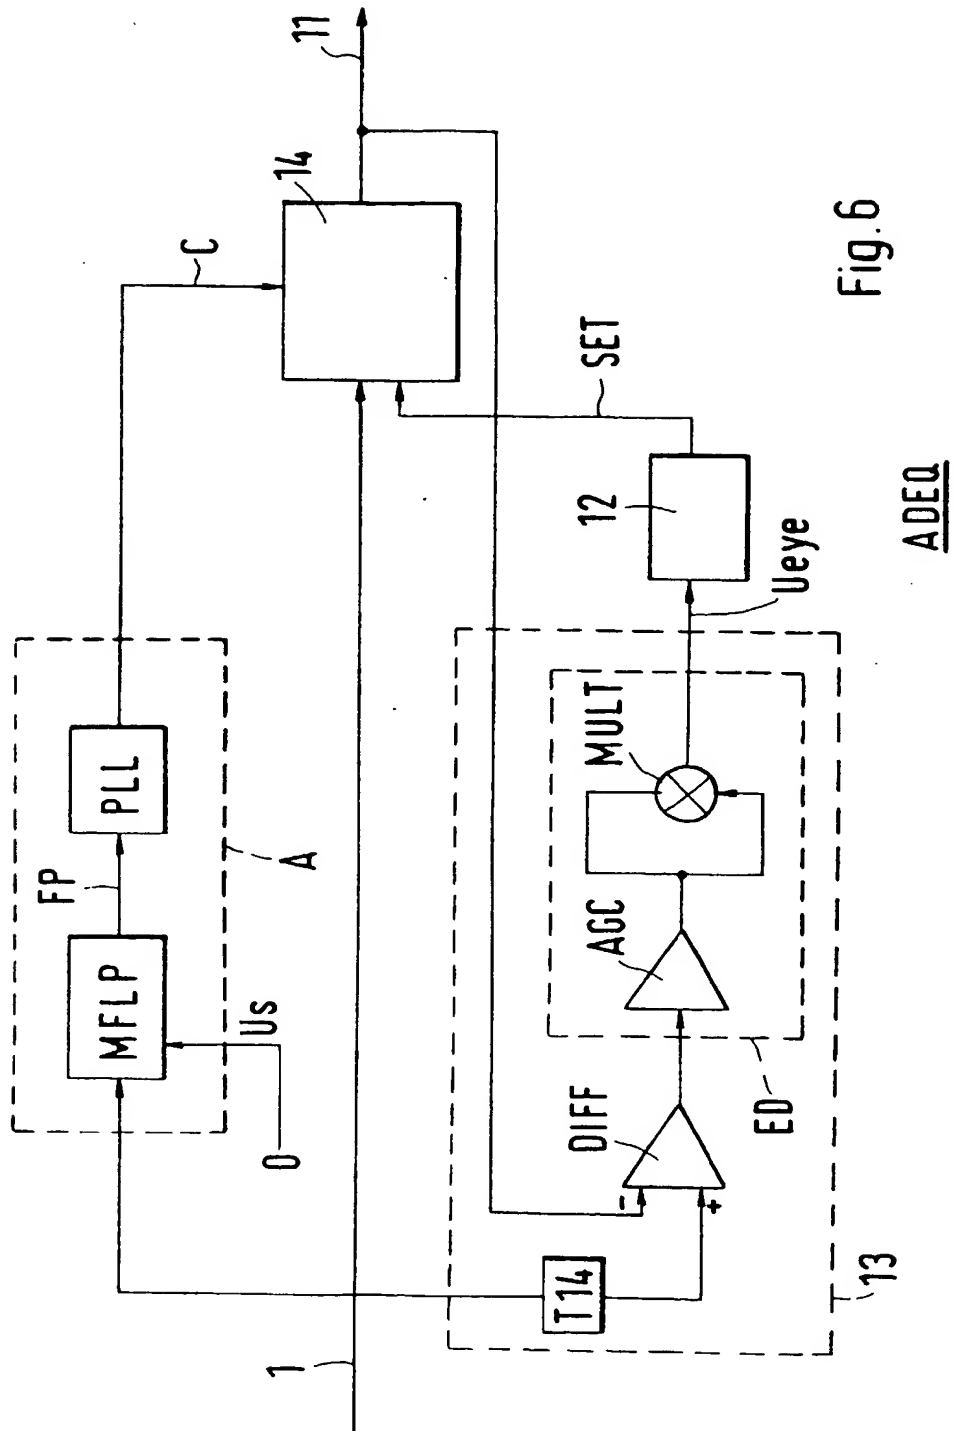 11
14
C
PLL
FP
MFLP
A
Us
0
1
SET
12
Ueye
MULT
AGC
ED
DIFF
-
+
T14
13
Fig.6
ADEQ